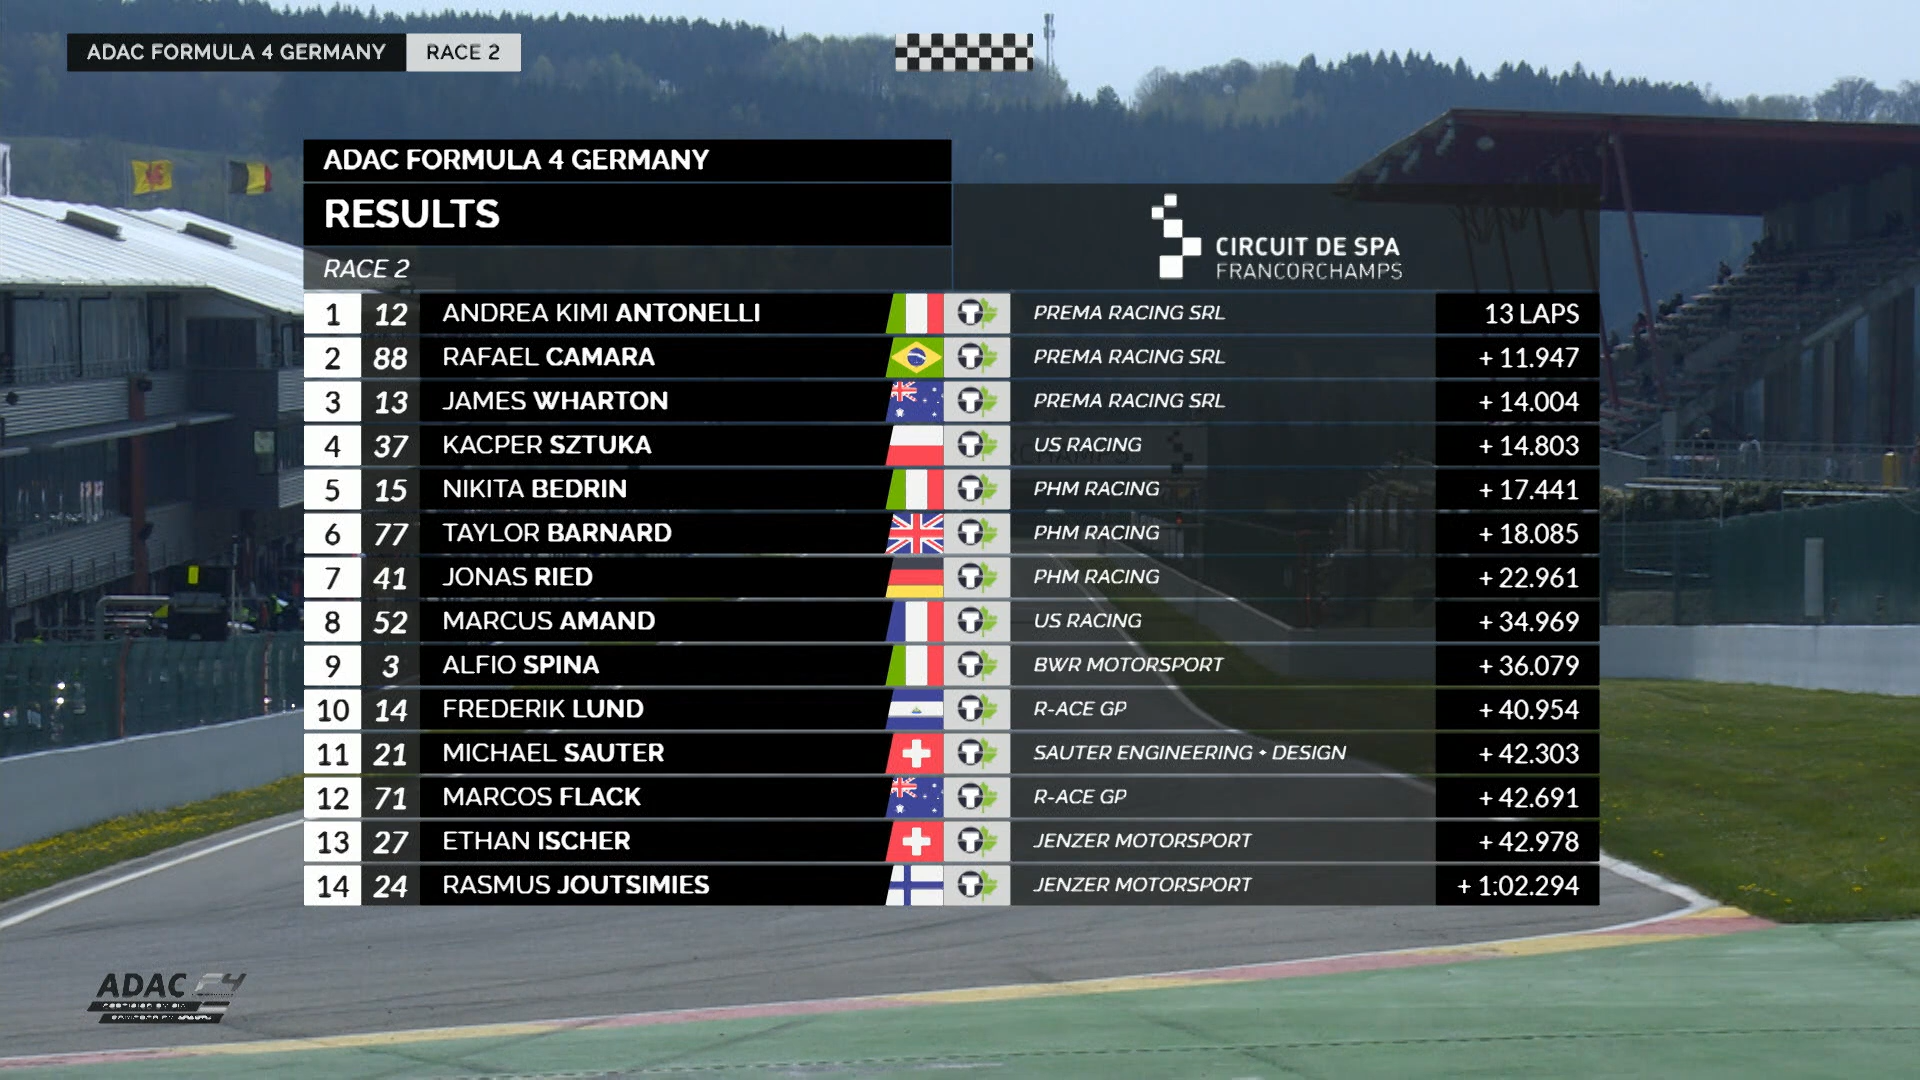 ADAC FORMULA 4 GERMANY RACE 2
ADAC FORMULA 4 GERMANY
RESULTS
RACE 2
CIRCUIT DE SPA
FRANCORCHAMPS
1 12 ANDREA KIMI ANTONELLI PREMA RACING SRL 13 LAPS
2 88 RAFAEL CAMARA PREMA RACING SRL + 11.947
3 13 JAMES WHARTON PREMA RACING SRL + 14.004
4 37 KACPER SZTUKA US RACING + 14.803
5 15 NIKITA BEDRIN PHM RACING + 17.441
6 77 TAYLOR BARNARD PHM RACING + 18.085
7 41 JONAS RIED PHM RACING + 22.961
8 52 MARCUS AMAND US RACING + 34.969
9 3 ALFIO SPINA BWR MOTORSPORT + 36.079
10 14 FREDERIK LUND R-ACE GP + 40.954
11 21 MICHAEL SAUTER SAUTER ENGINEERING + DESIGN + 42.303
12 71 MARCOS FLACK R-ACE GP + 42.691
13 27 ETHAN ISCHER JENZER MOTORSPORT + 42.978
14 24 RASMUS JOUTSIMIES JENZER MOTORSPORT + 1:02.294
ADAC F4